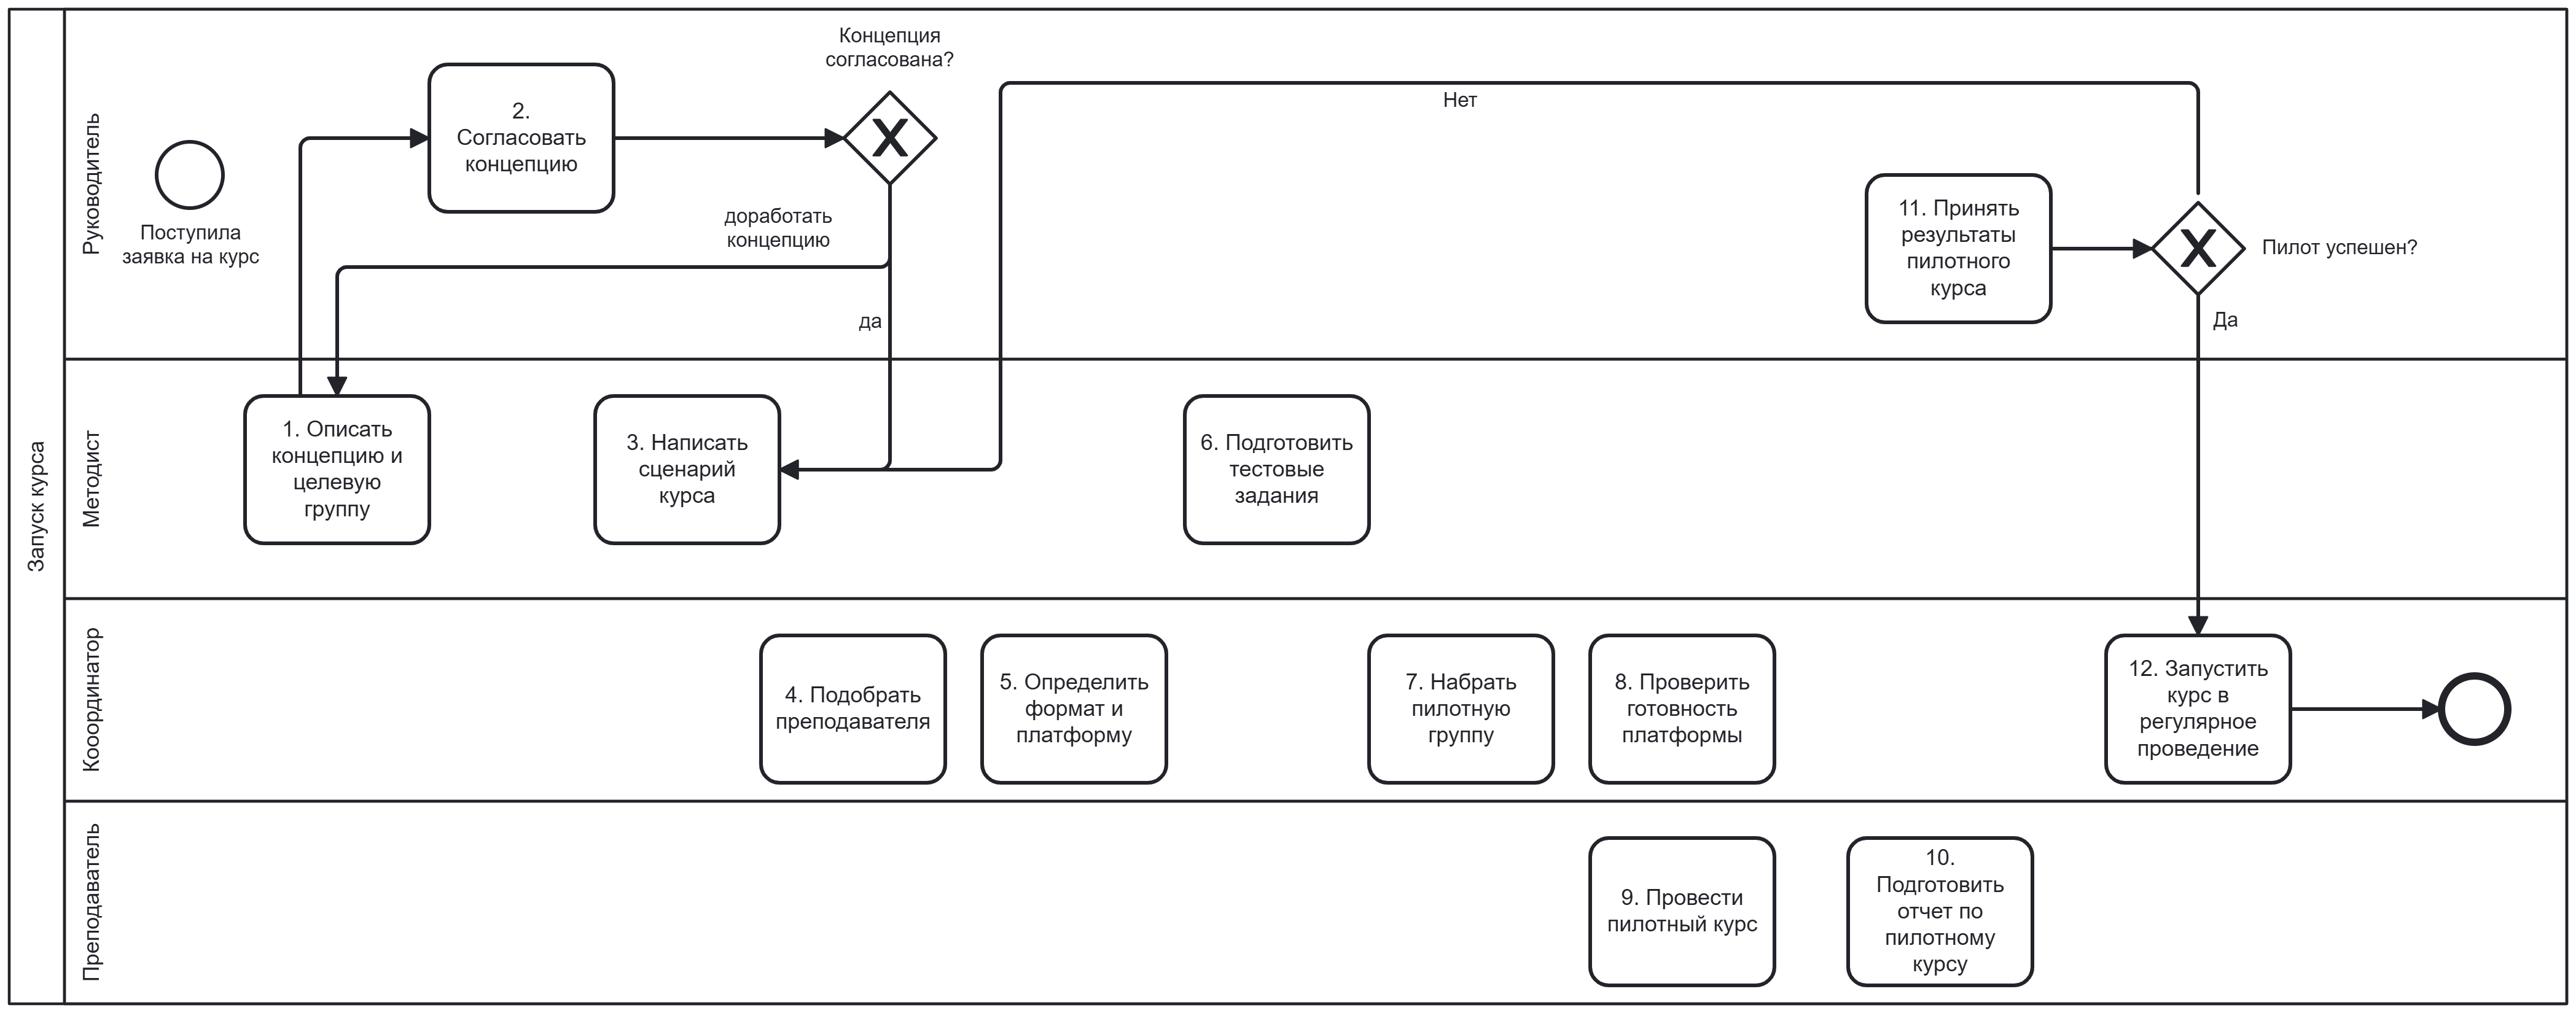 Запуск курса
Руководитель
Поступила
заявка на курс
2.
Согласовать
концепцию
Концепция
согласована?
доработать
концепцию
да
Нет
11. Принять
результаты
пилотного
курса
Пилот успешен?
Да
Методист
1. Описать
концепцию и
целевую
группу
3. Написать
сценарий
курса
6. Подготовить
тестовые
задания
Кооординатор
4. Подобрать
преподавателя
5. Определить
формат и
платформу
7. Набрать
пилотную
группу
8. Проверить
готовность
платформы
12. Запустить
курс в
регулярное
проведение
Преподаватель
9. Провести
пилотный курс
10.
Подготовить
отчет по
пилотному
курсу